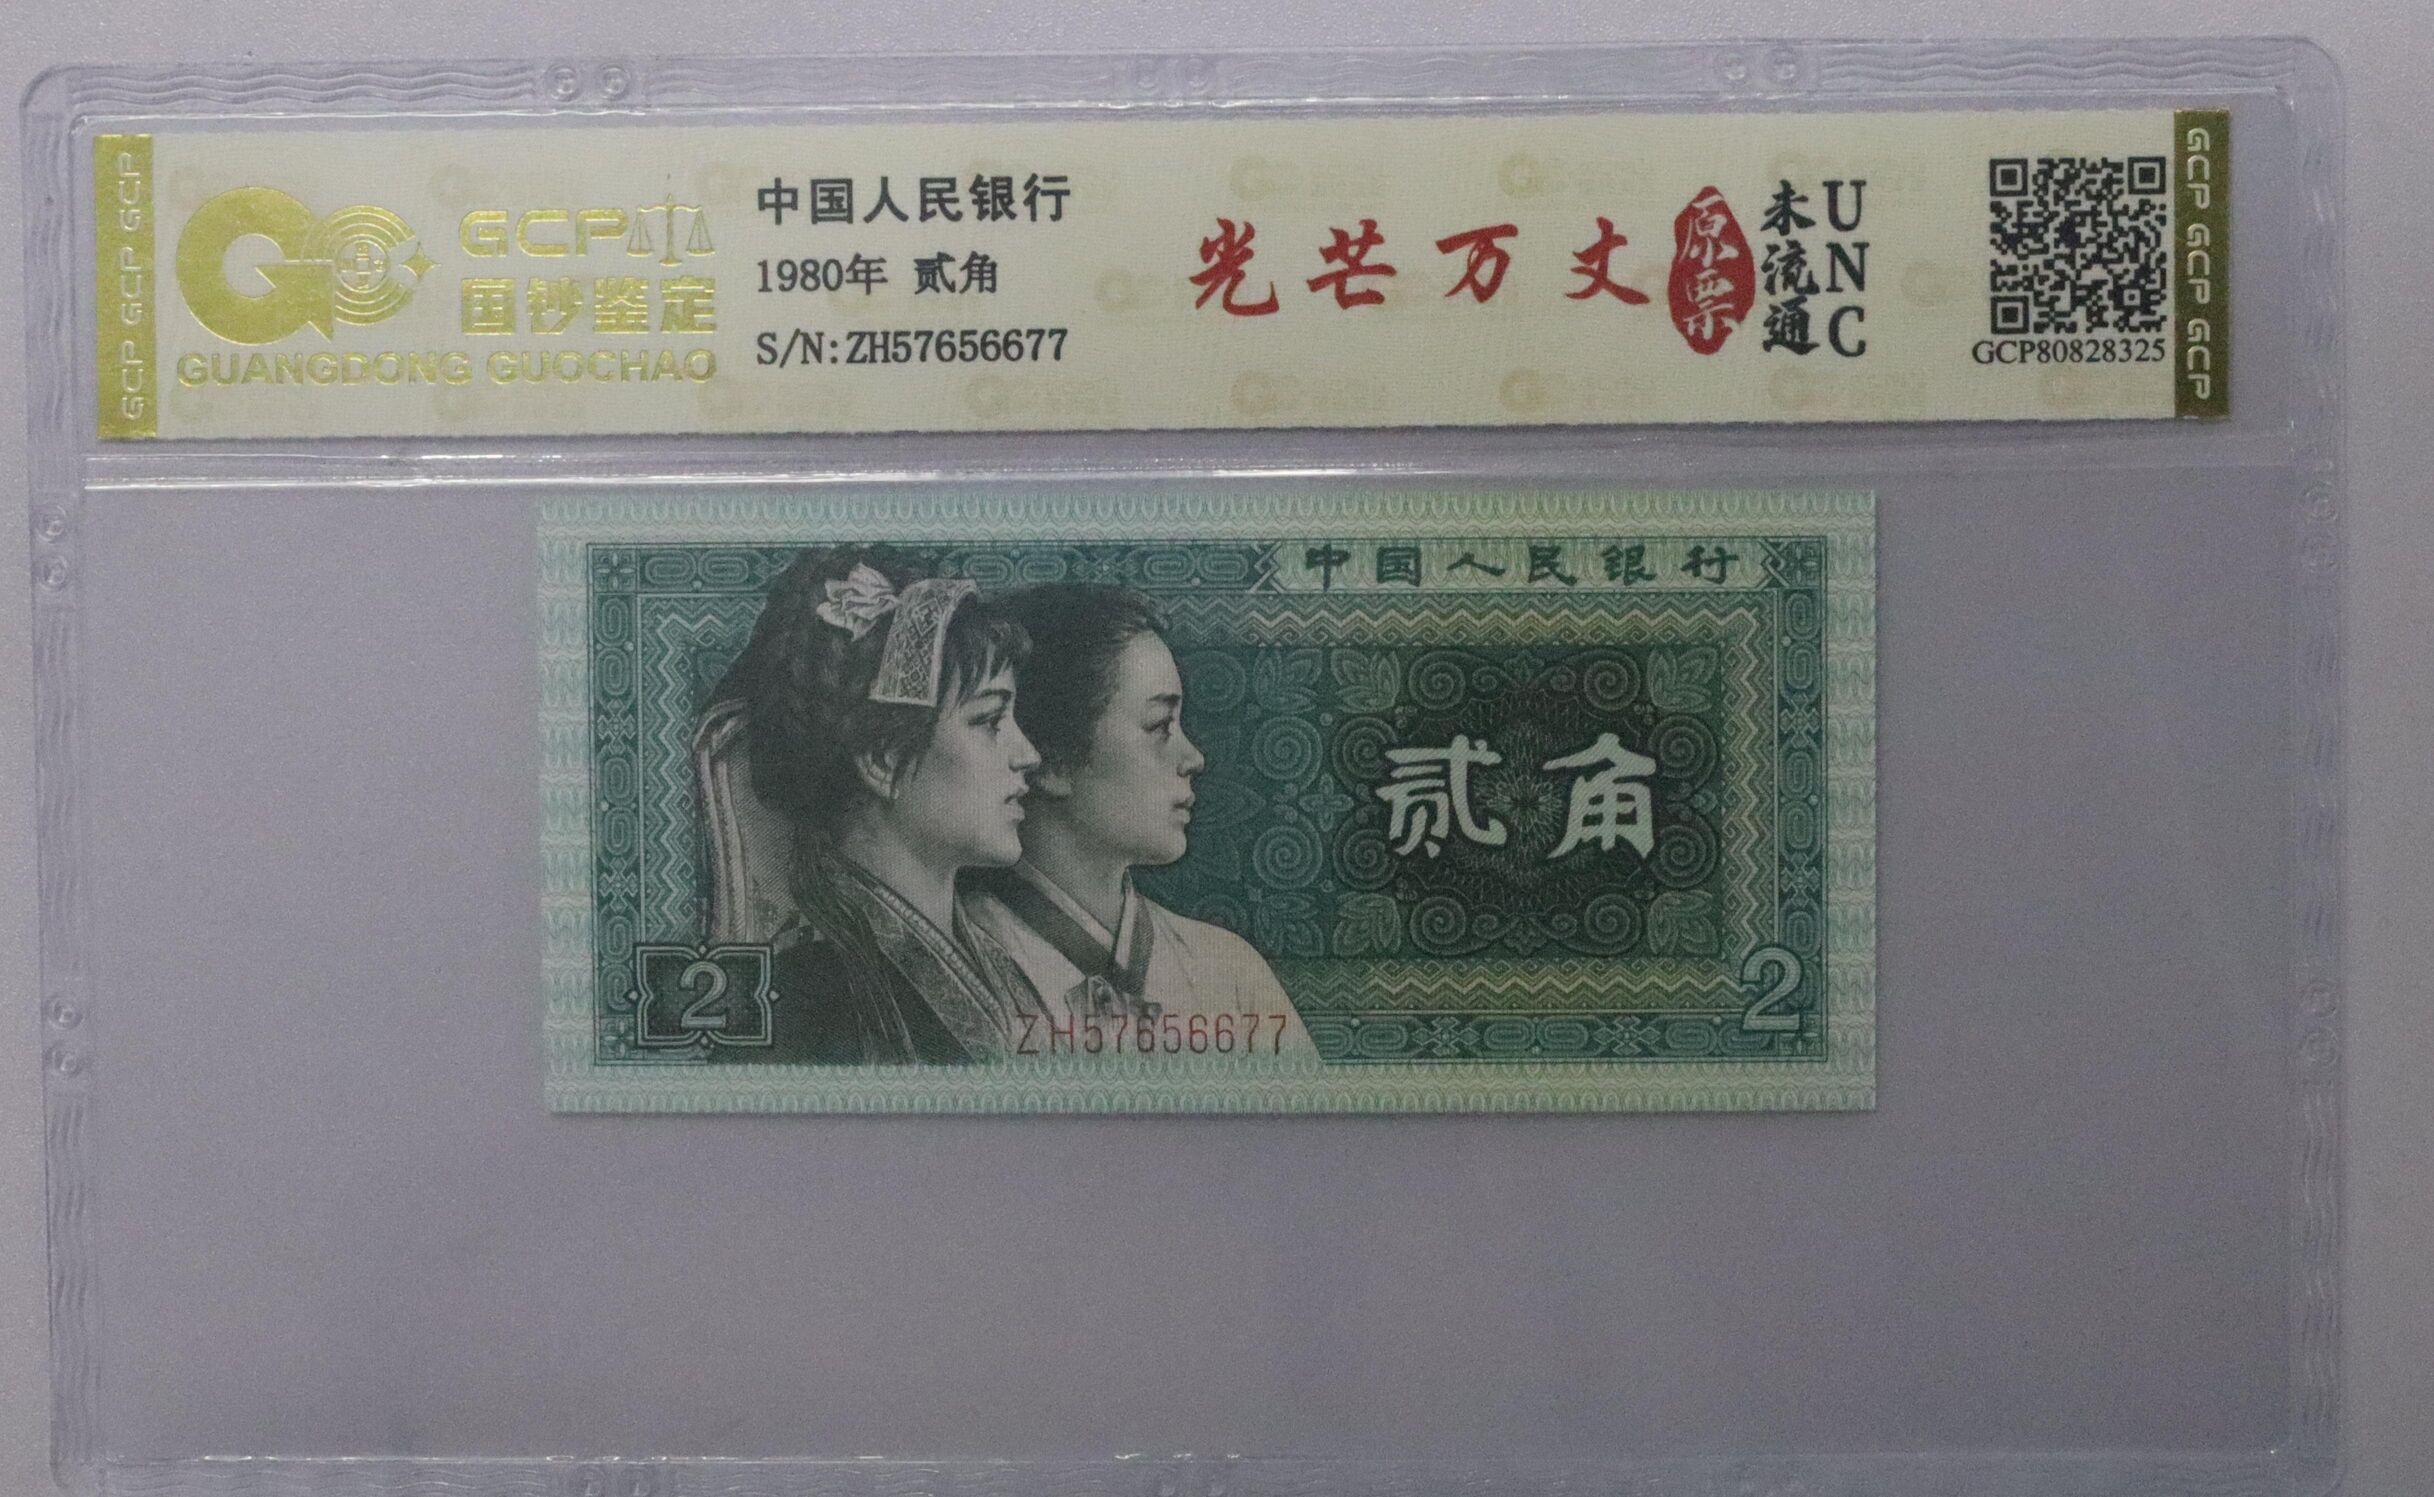 GCP GCP GCP
GCP
国钞鉴定
GUANGDONG GUOCHAO
中国人民银行
1980年 贰角
S/N:ZH57656677
光芒万丈
原票
未流通
UNC
GCP80828325
GCP GCP GCP
中国人民银行
贰角
2
2
ZH57656677